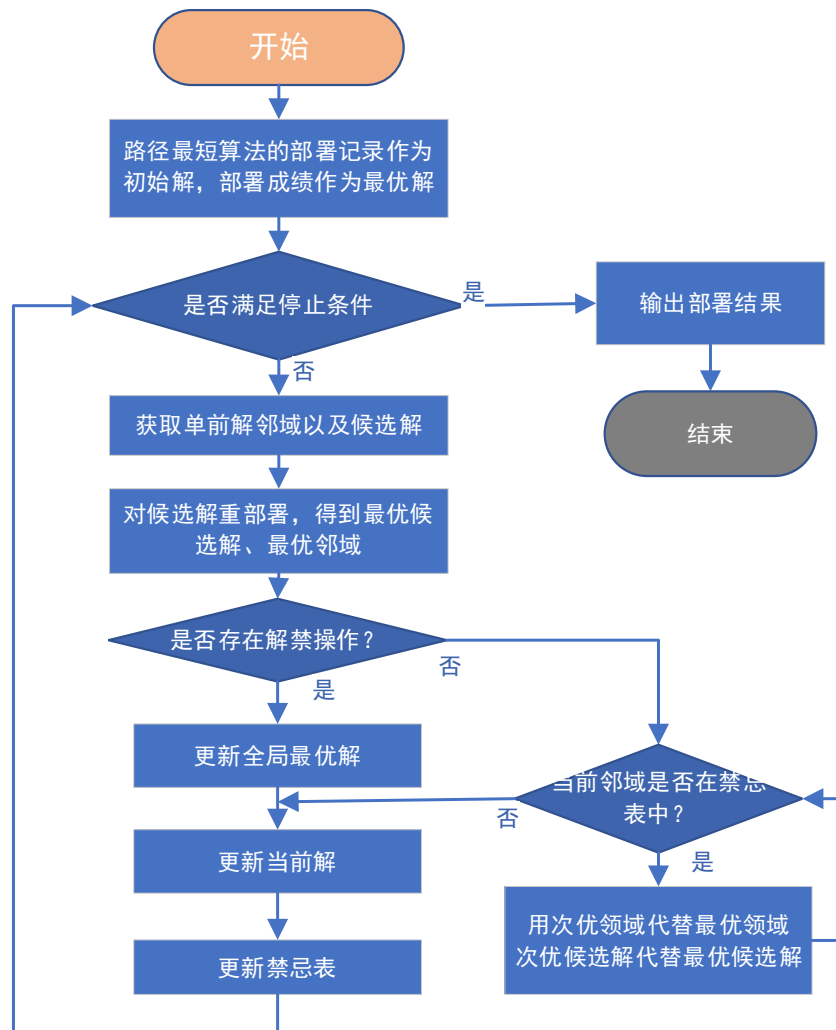 开始
路径最短算法的部署记录作为
初始解，部署成绩作为最优解
是否满足停止条件
是
输出部署结果
否
结束
获取单前解邻域以及候选解
对候选解重部署，得到最优候
选解、最优邻域
是否存在解禁操作？
否
是
更新全局最优解
当前邻域是否在禁忌
表中？
否
更新当前解
是
用次优领域代替最优领域
次优候选解代替最优候选解
更新禁忌表